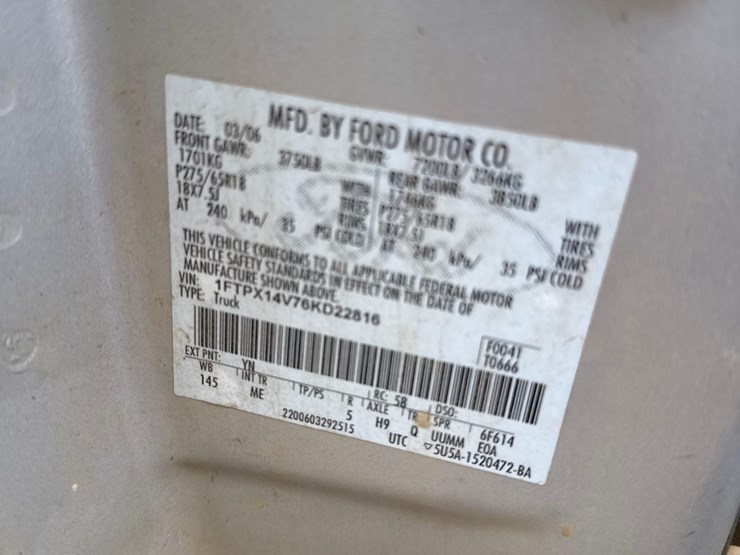 MFD. BY FORD MOTOR CO.
DATE: 03/06 GVWR: 7200LB/3266KG
FRONT GAWR: 3750LB REAR GAWR: 3850LB
1701KG WITH 1746KG WITH
P275/65R18 TIRES P275/65R18 TIRES
18X7.5J RIMS 18X7.5J RIMS
AT 240 kPa/ 35 PSI COLD AT 240 kPa/ 35 PSI COLD
THIS VEHICLE CONFORMS TO ALL APPLICABLE FEDERAL MOTOR
VEHICLE SAFETY STANDARDS IN EFFECT ON THE DATE OF
MANUFACTURE SHOWN ABOVE.
VIN: 1FTPX14V76KD22816
TYPE: Truck
F0041
T0666
EXT PNT: YN RC: 5B DSO:
WB INT TR TP/PS R AXLE TR SPR 6F614
145 ME 5 H9 Q UUMM E0A
2200603292515 UTC 5U5A-1520472-BA